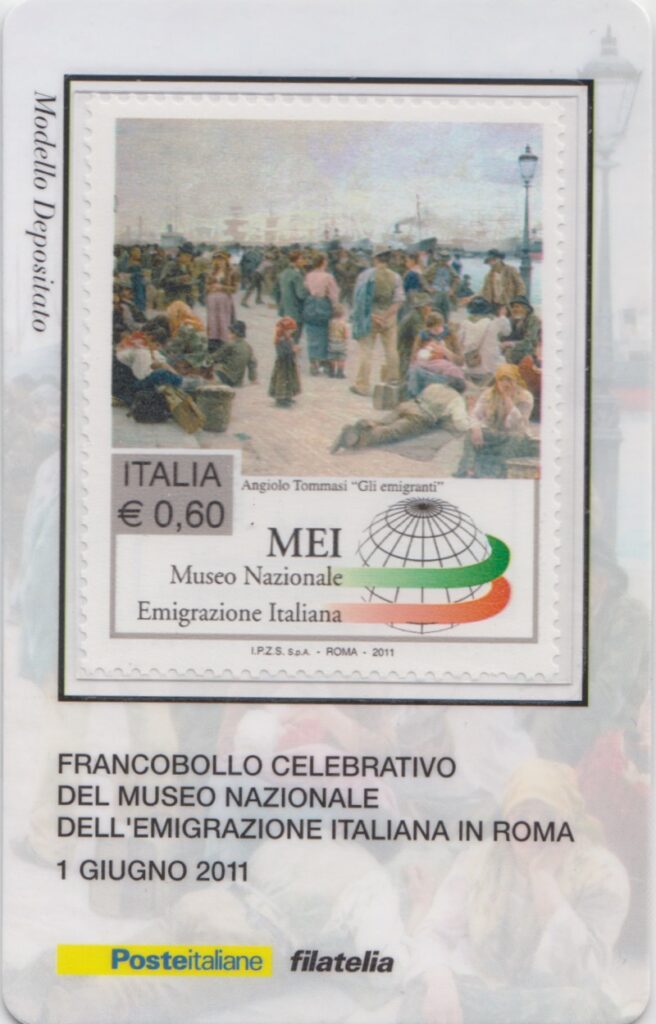 Modello Depositato
ITALIA
€ 0,60
Angiolo Tommasi "Gli emigranti"
MEI
Museo Nazionale
Emigrazione Italiana
I.P.Z.S. S.p.A. - ROMA - 2011
FRANCOBOLLO CELEBRATIVO
DEL MUSEO NAZIONALE
DELL'EMIGRAZIONE ITALIANA IN ROMA
1 GIUGNO 2011
Posteitaliane filatelia